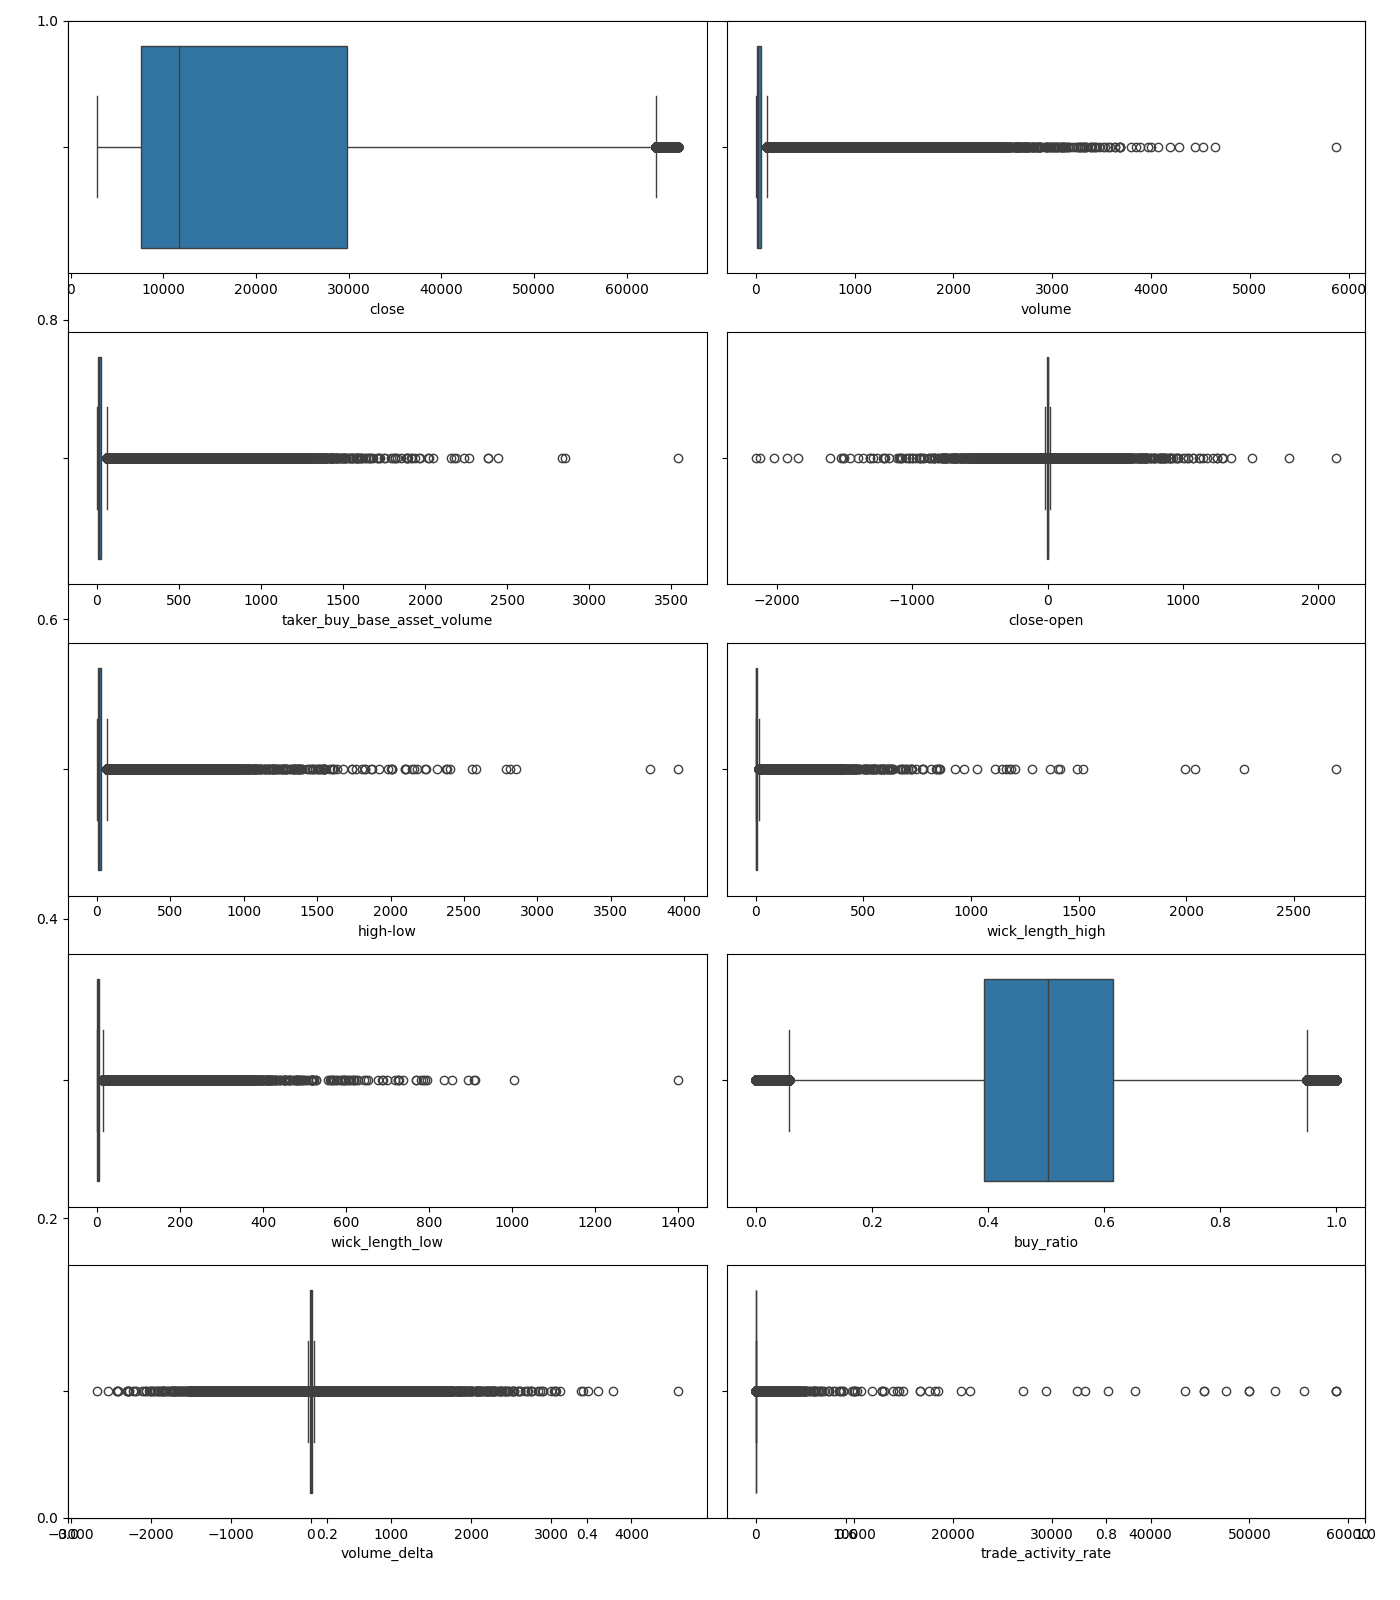 1.0
0 10000 20000 30000 40000 50000 60000
close
0 1000 2000 3000 4000 5000 6000
volume
0.8
0 500 1000 1500 2000 2500 3000 3500
taker_buy_base_asset_volume
−2000 −1000 0 1000 2000
close-open
0.6
0 500 1000 1500 2000 2500 3000 3500 4000
high-low
0 500 1000 1500 2000 2500
wick_length_high
0.4
0 200 400 600 800 1000 1200 1400
wick_length_low
0.0 0.2 0.4 0.6 0.8 1.0
buy_ratio
0.2
0.0
−3000 −2000 −1000 0 0.2 1000 2000 3000 0.4 4000
volume_delta
0 10000 20000 30000 0.8 40000 50000 60000 1.0
trade_activity_rate